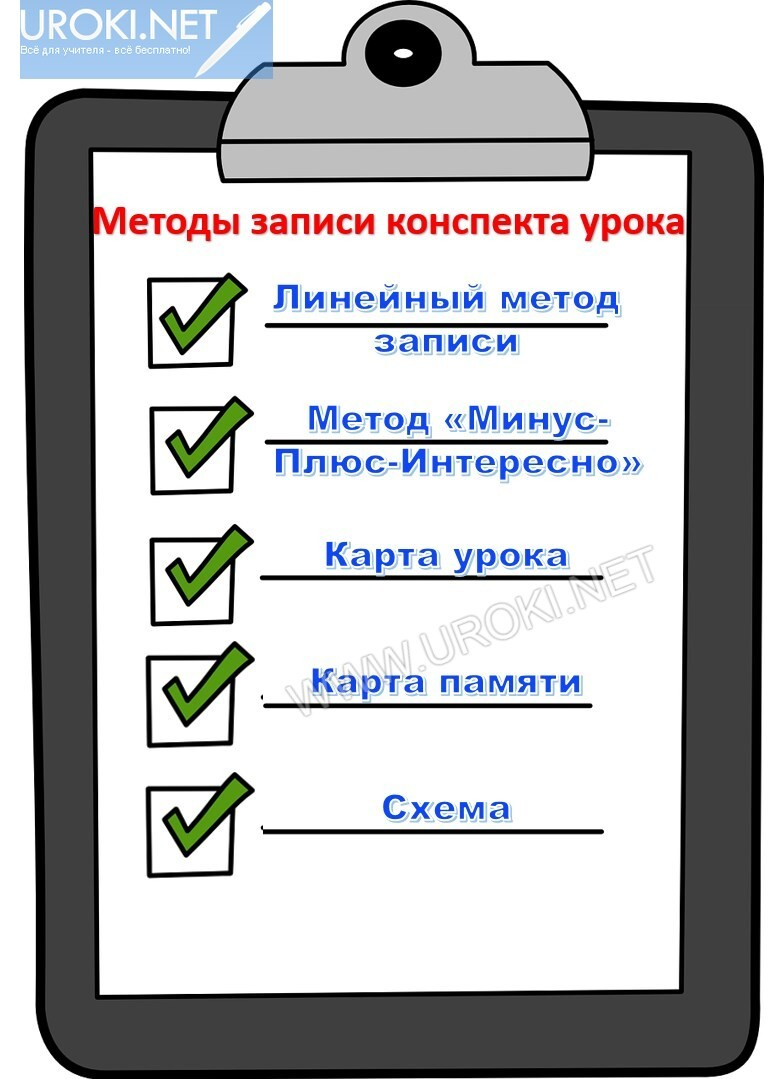 UROKI.NET
Всё для учителя - всё бесплатно!
Методы записи конспекта урока
Линейный метод
записи
Метод «Минус-
Плюс-Интересно»
Карта урока
WWW.UROKI.NET
Карта памяти
Схема